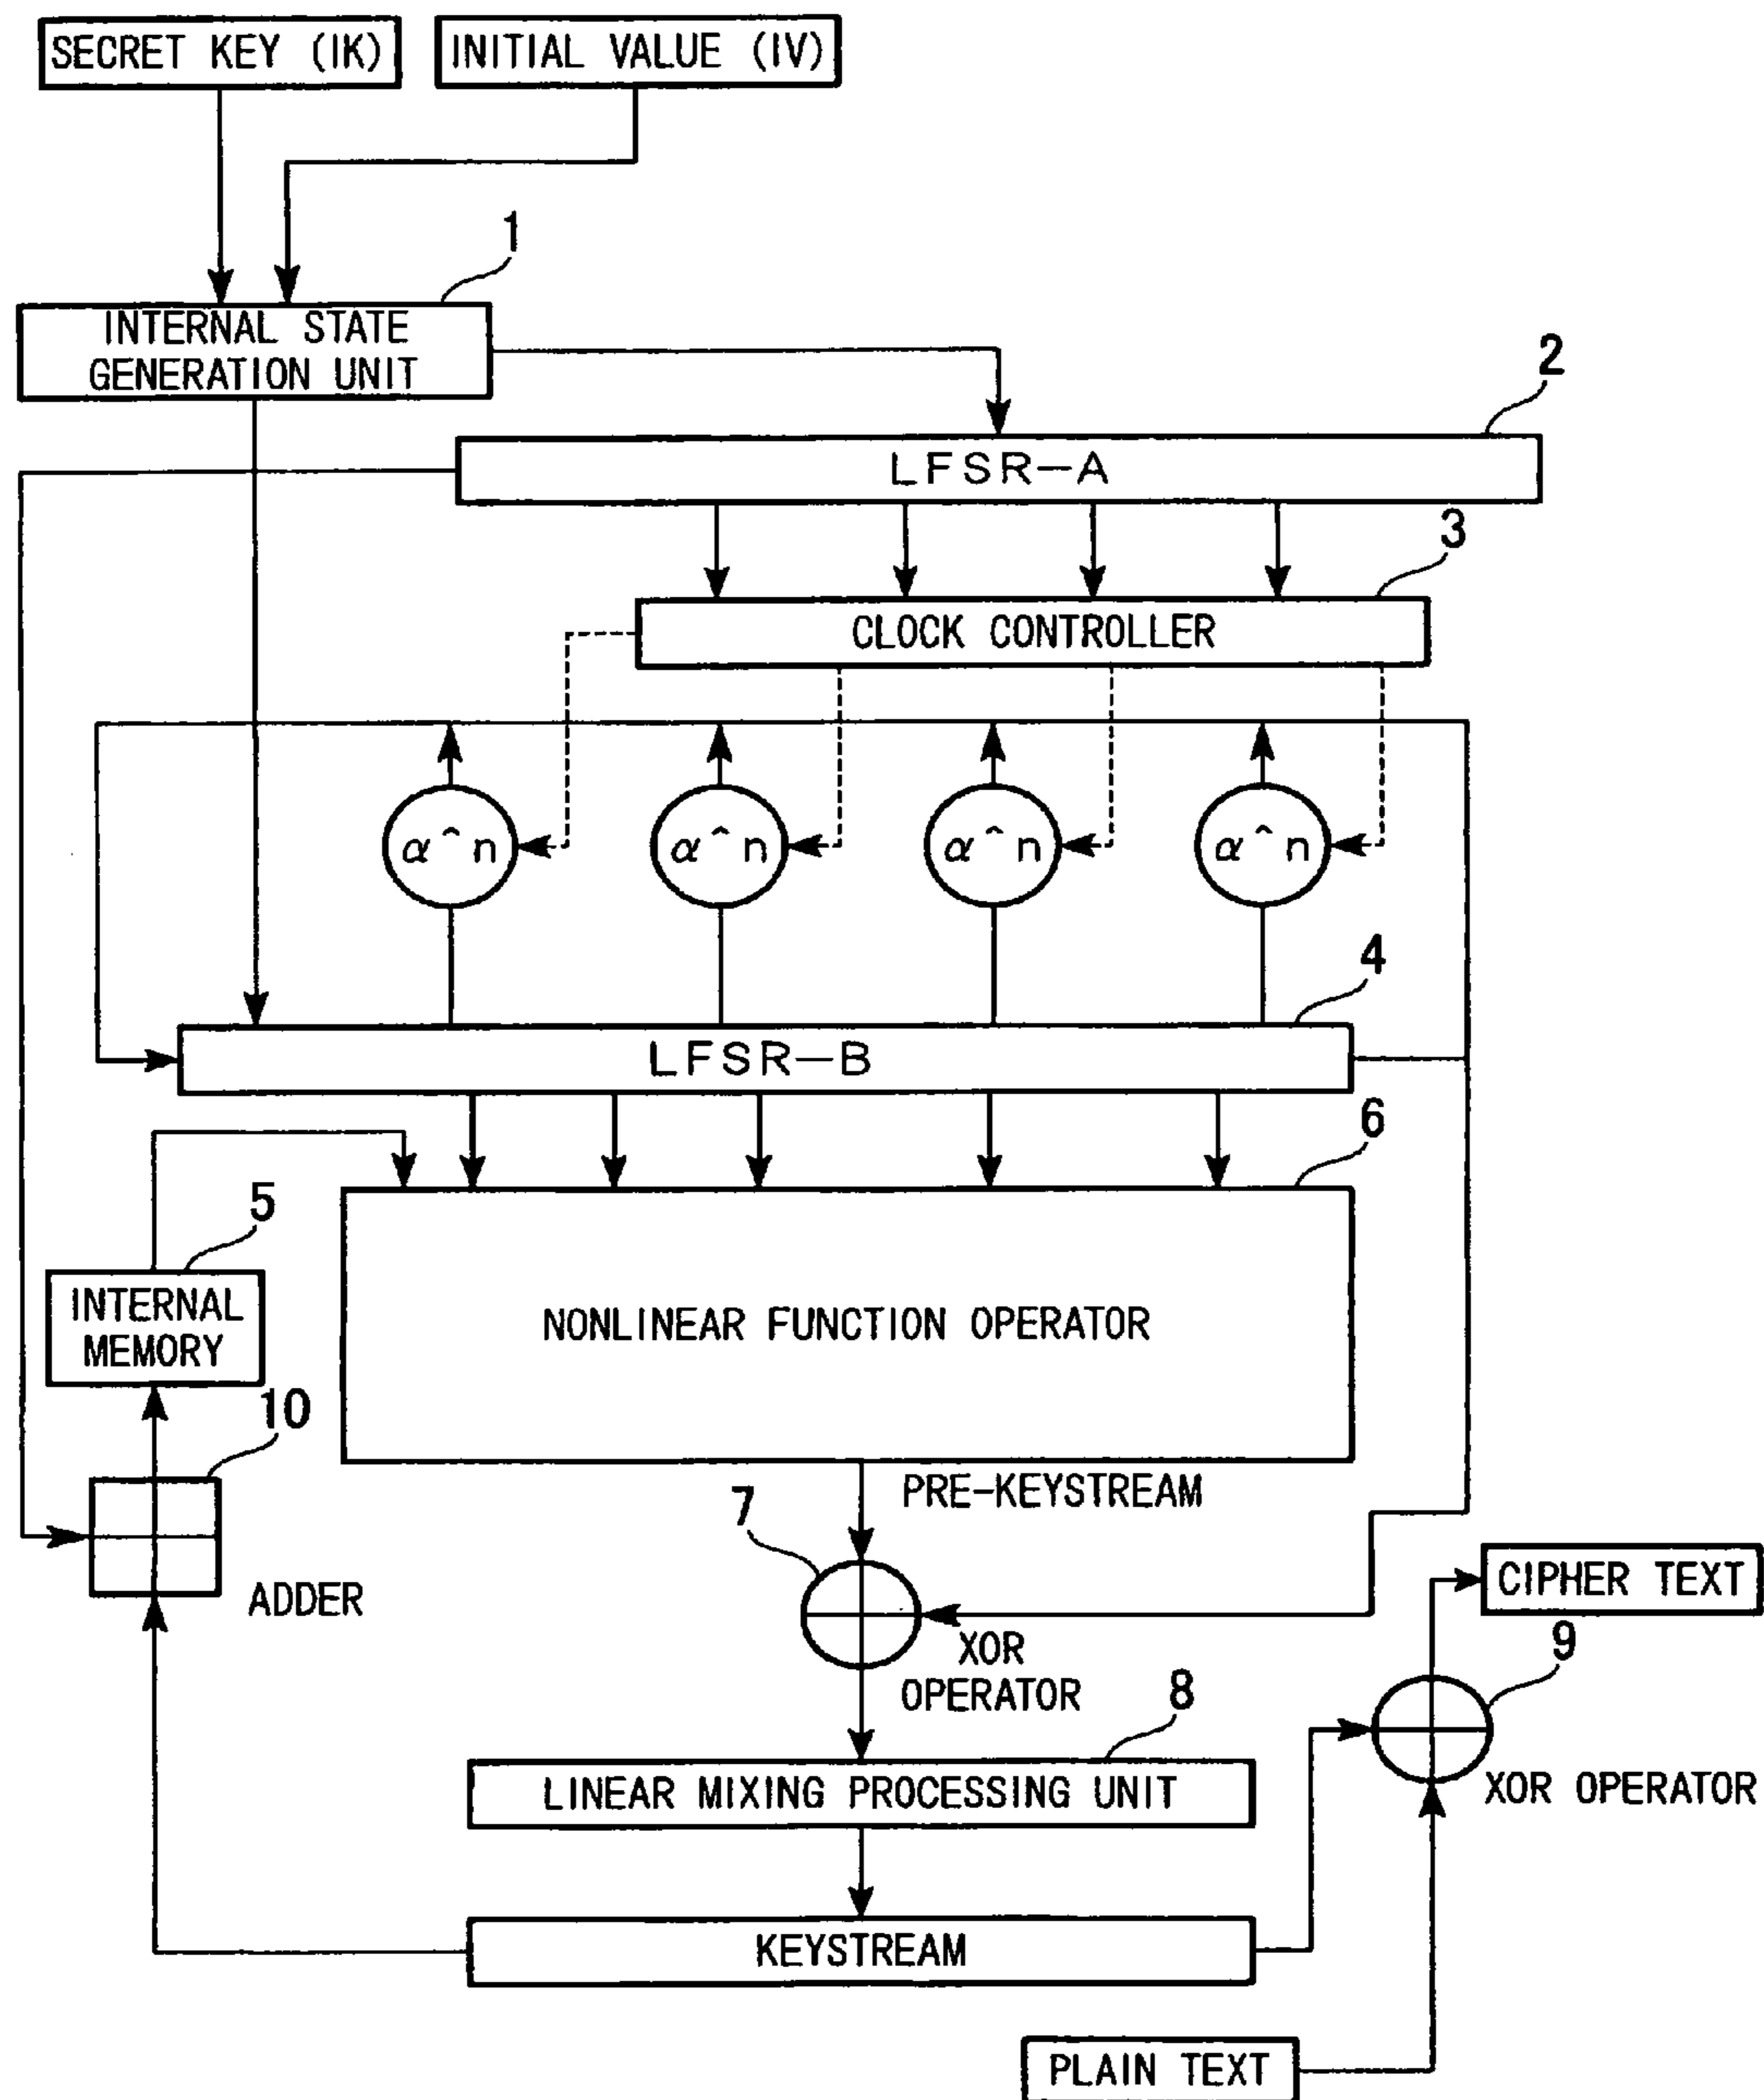 SECRET KEY (IK)
INITIAL VALUE (IV)
1
INTERNAL STATE
GENERATION UNIT
2
LFSR-A
3
CLOCK CONTROLLER
α^n
α^n
α^n
α^n
4
LFSR-B
6
5
INTERNAL
MEMORY
NONLINEAR FUNCTION OPERATOR
10
PRE-KEYSTREAM
7
ADDER
CIPHER TEXT
XOR
OPERATOR
9
8
LINEAR MIXING PROCESSING UNIT
XOR OPERATOR
KEYSTREAM
PLAIN TEXT